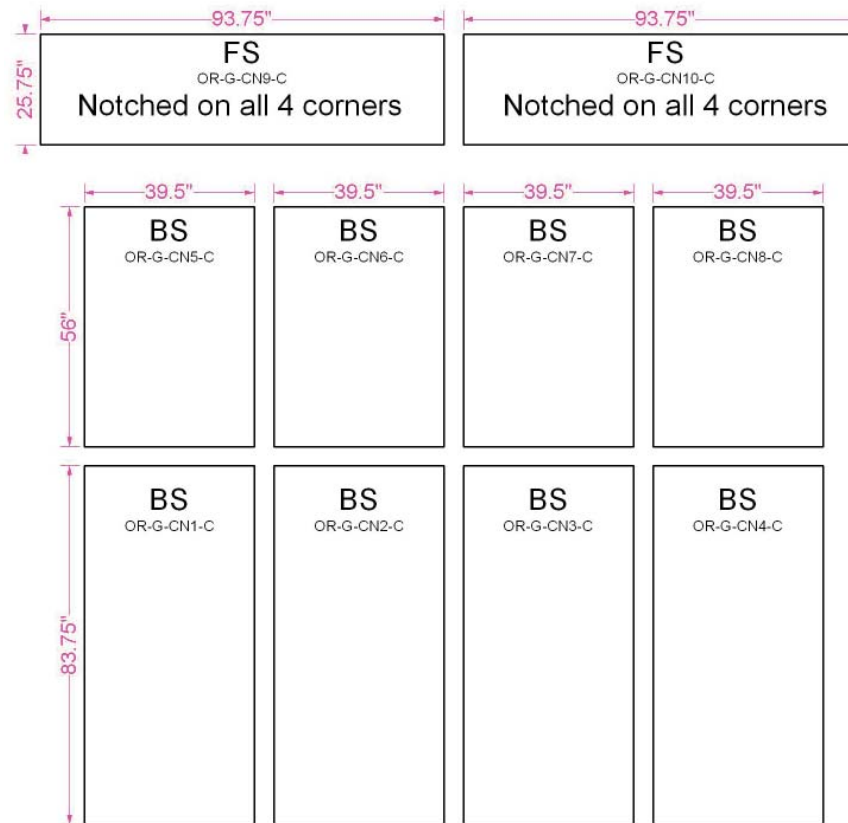 93.75" 93.75"
25.75"
FS FS
OR-G-CN9-C OR-G-CN10-C
Notched on all 4 corners Notched on all 4 corners
39.5" 39.5" 39.5" 39.5"
56"
BS BS BS BS
OR-G-CN5-C OR-G-CN6-C OR-G-CN7-C OR-G-CN8-C
83.75"
BS BS BS BS
OR-G-CN1-C OR-G-CN2-C OR-G-CN3-C OR-G-CN4-C